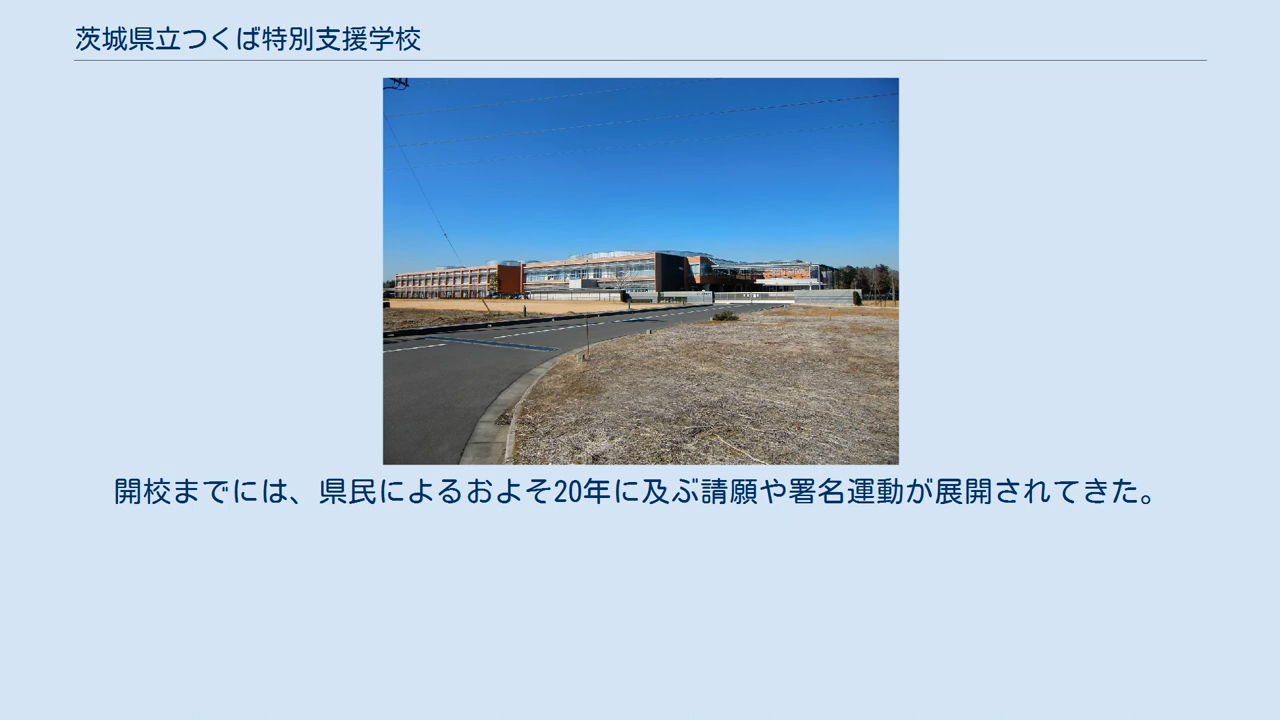 茨城県立つくば特別支援学校
開校までには、県民によるおよそ20年に及ぶ請願や署名運動が展開されてきた。